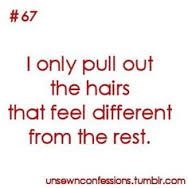 #67
I only pull out
the hairs
that feel different
from the rest.
unsewnconfessions.tumblr.com